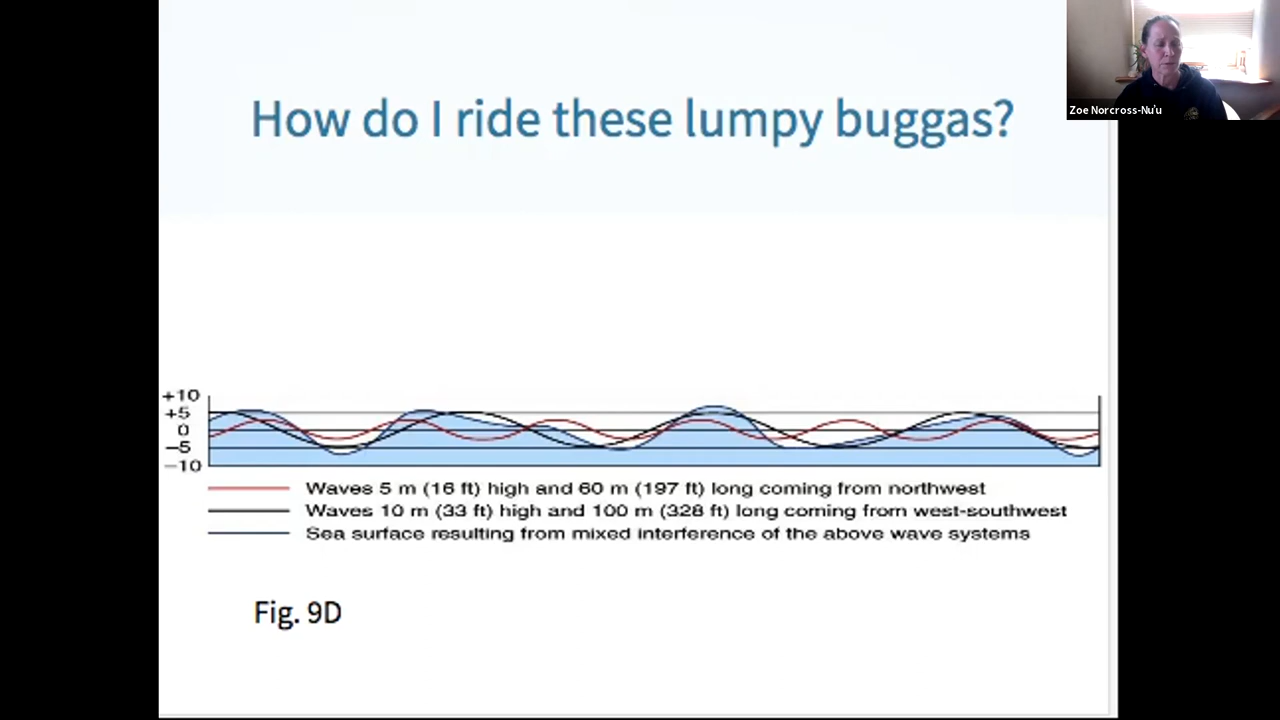 How do I ride these lumpy buggas?
Zoe Norcross-Nu'u
+10
+5
0
−5
−10
Waves 5 m (16 ft) high and 60 m (197 ft) long coming from northwest
Waves 10 m (33 ft) high and 100 m (328 ft) long coming from west-southwest
Sea surface resulting from mixed interference of the above wave systems
Fig. 9D